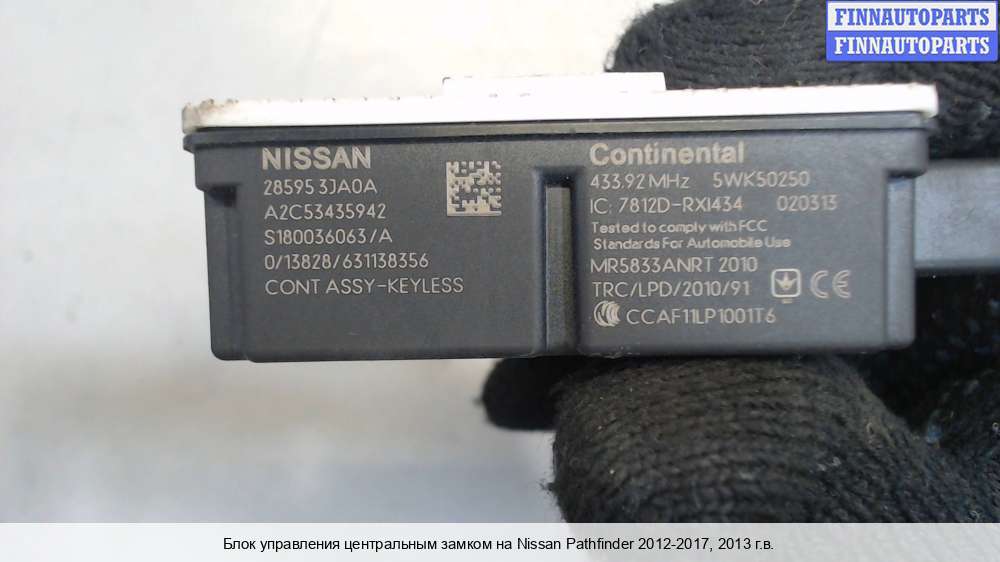 FINNAUTOPARTS
FINNAUTOPARTS
NISSAN
28595 3JA0A
A2C53435942
S180036063/A
0/13828/631138356
CONT ASSY-KEYLESS
Continental
433.92 MHz 5WK50250
IC: 7812D-RXI434 020313
Tested to comply with FCC
Standards For Automobile Use
MR5833ANRT 2010
TRC/LPD/2010/91 CE
CCAF11LP1001T6
Блок управления центральным замком на Nissan Pathfinder 2012-2017, 2013 г.в.